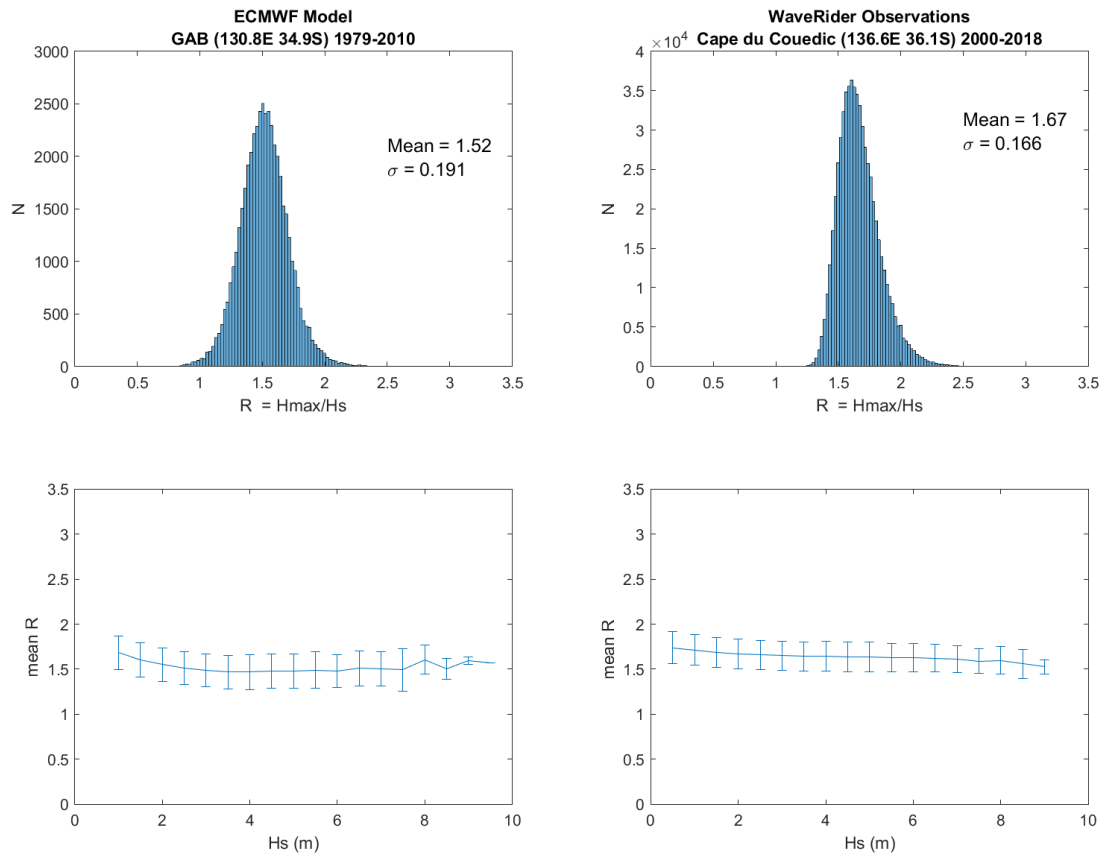 ECMWF Model
GAB (130.8E 34.9S) 1979-2010
3000
2500
2000
1500
1000
500
0
N
Mean = 1.52
σ = 0.191
0 0.5 1 1.5 2 2.5 3 3.5
R = Hmax/Hs
WaveRider Observations
×10⁴ Cape du Couedic (136.6E 36.1S) 2000-2018
4
3.5
3
2.5
2
1.5
1
0.5
0
N
Mean = 1.67
σ = 0.166
0 0.5 1 1.5 2 2.5 3 3.5
R = Hmax/Hs
3.5
3
2.5
2
1.5
1
0.5
0
mean R
0 2 4 6 8 10
Hs (m)
3.5
3
2.5
2
1.5
1
0.5
0
mean R
0 2 4 6 8 10
Hs (m)